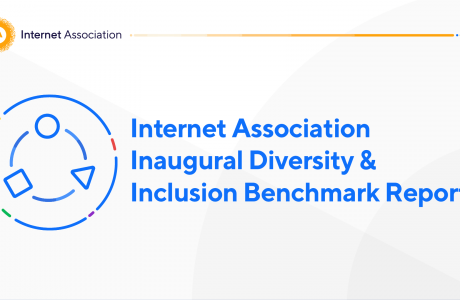 Internet Association
Internet Association
Inaugural Diversity &
Inclusion Benchmark Report